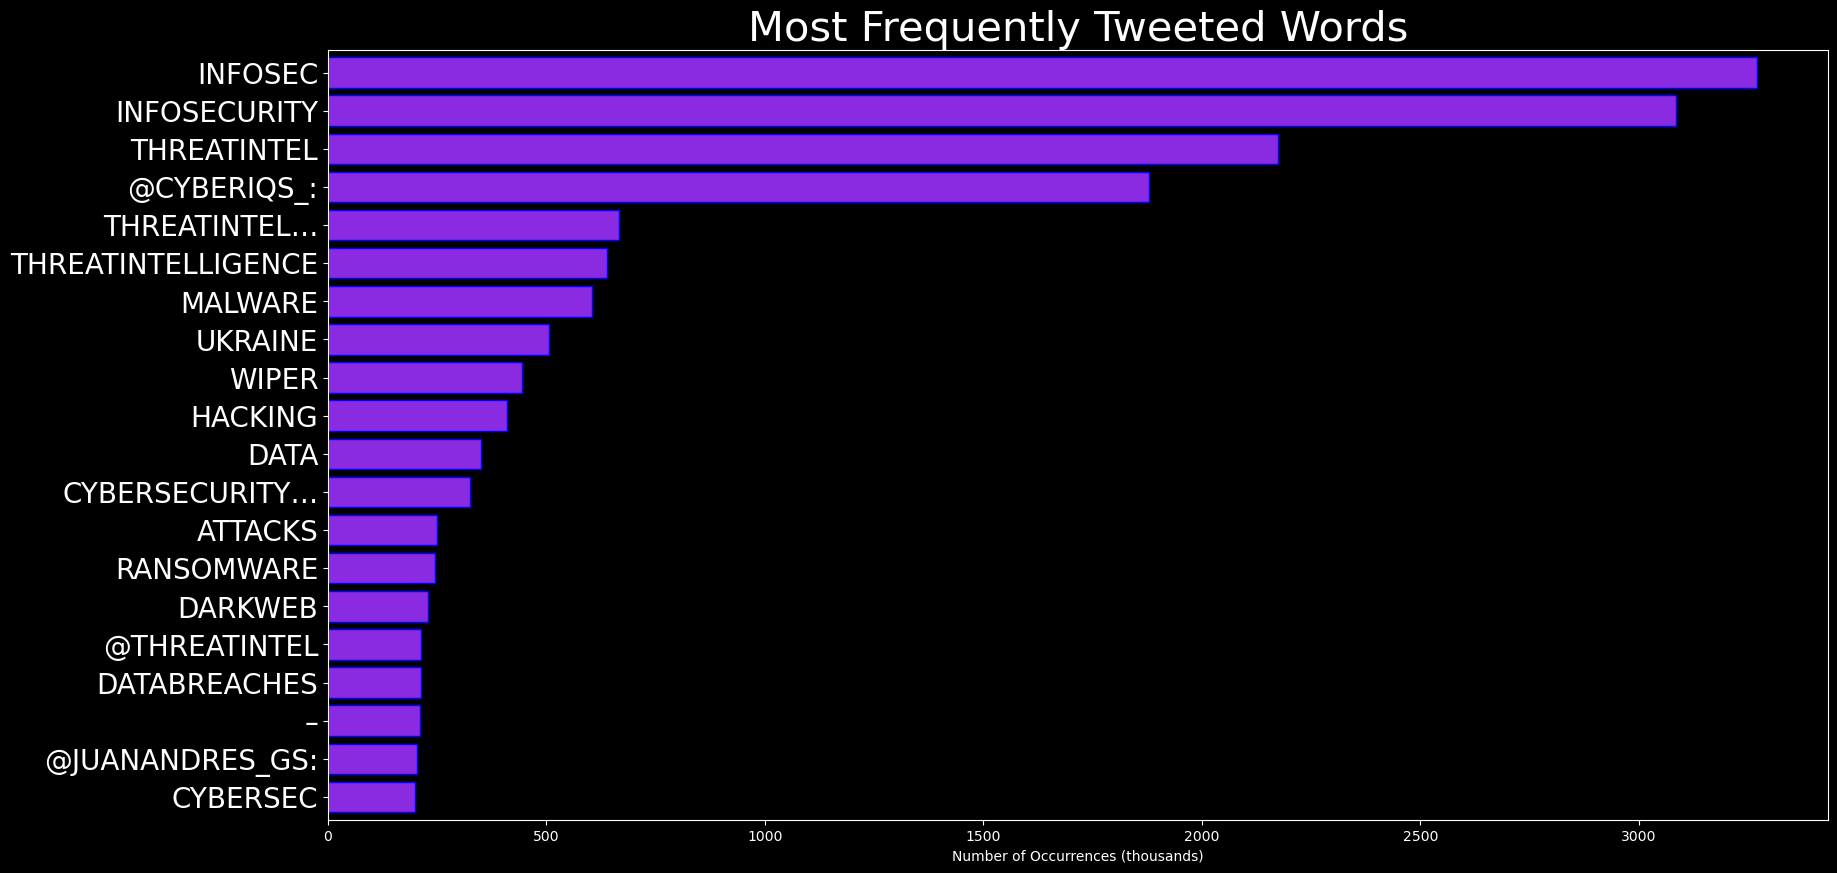 Most Frequently Tweeted Words
INFOSEC
INFOSECURITY
THREATINTEL
@CYBERIQS_:
THREATINTEL…
THREATINTELLIGENCE
MALWARE
UKRAINE
WIPER
HACKING
DATA
CYBERSECURITY…
ATTACKS
RANSOMWARE
DARKWEB
@THREATINTEL
DATABREACHES
–
@JUANANDRES_GS:
CYBERSEC
0 500 1000 1500 2000 2500 3000
Number of Occurrences (thousands)